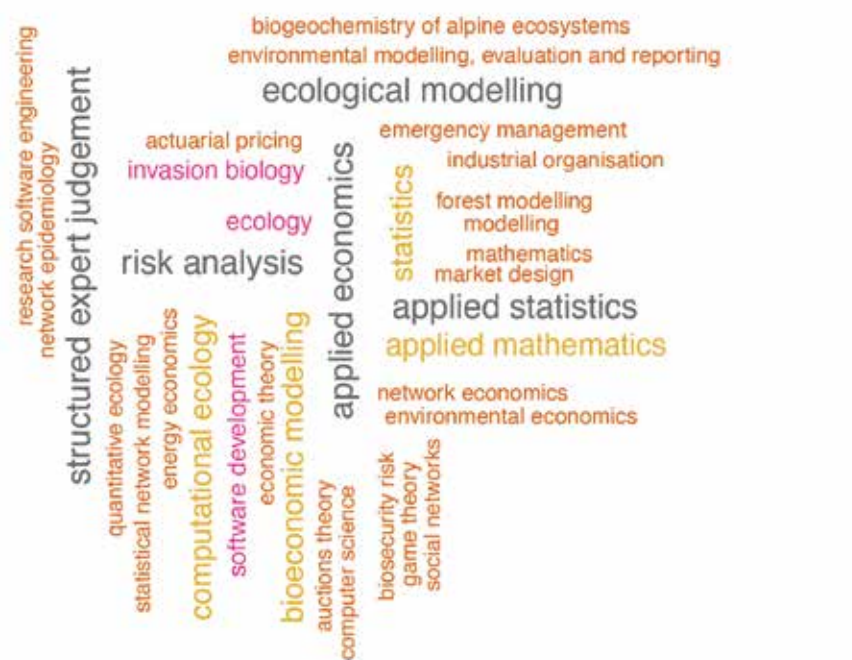 biogeochemistry of alpine ecosystems
environmental modelling, evaluation and reporting
ecological modelling
research software engineering
network epidemiology
structured expert judgement
actuarial pricing
invasion biology
ecology
risk analysis
applied economics
emergency management
industrial organisation
statistics
forest modelling
modelling
mathematics
market design
applied statistics
applied mathematics
network economics
environmental economics
quantitative ecology
statistical network modelling
energy economics
computational ecology
software development
economic theory
bioeconomic modelling
auctions theory
computer science
biosecurity risk
game theory
social networks